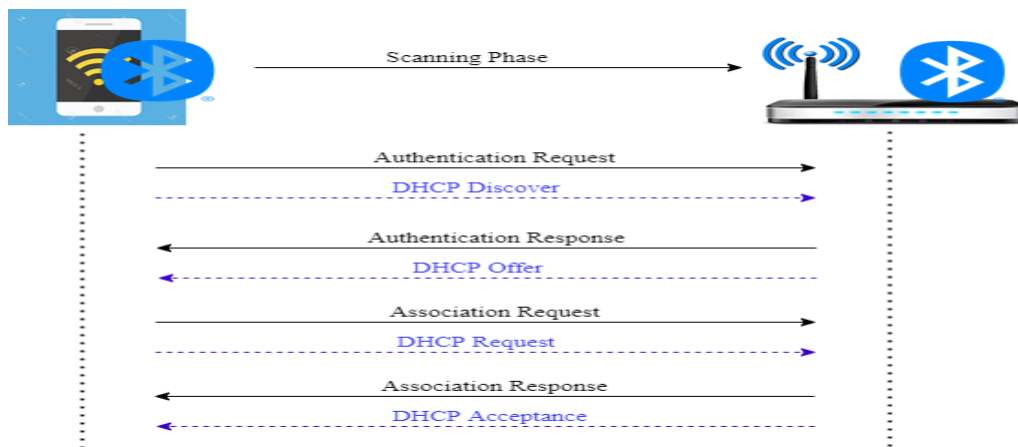 Scanning Phase
Authentication Request
DHCP Discover
Authentication Response
DHCP Offer
Association Request
DHCP Request
Association Response
DHCP Acceptance